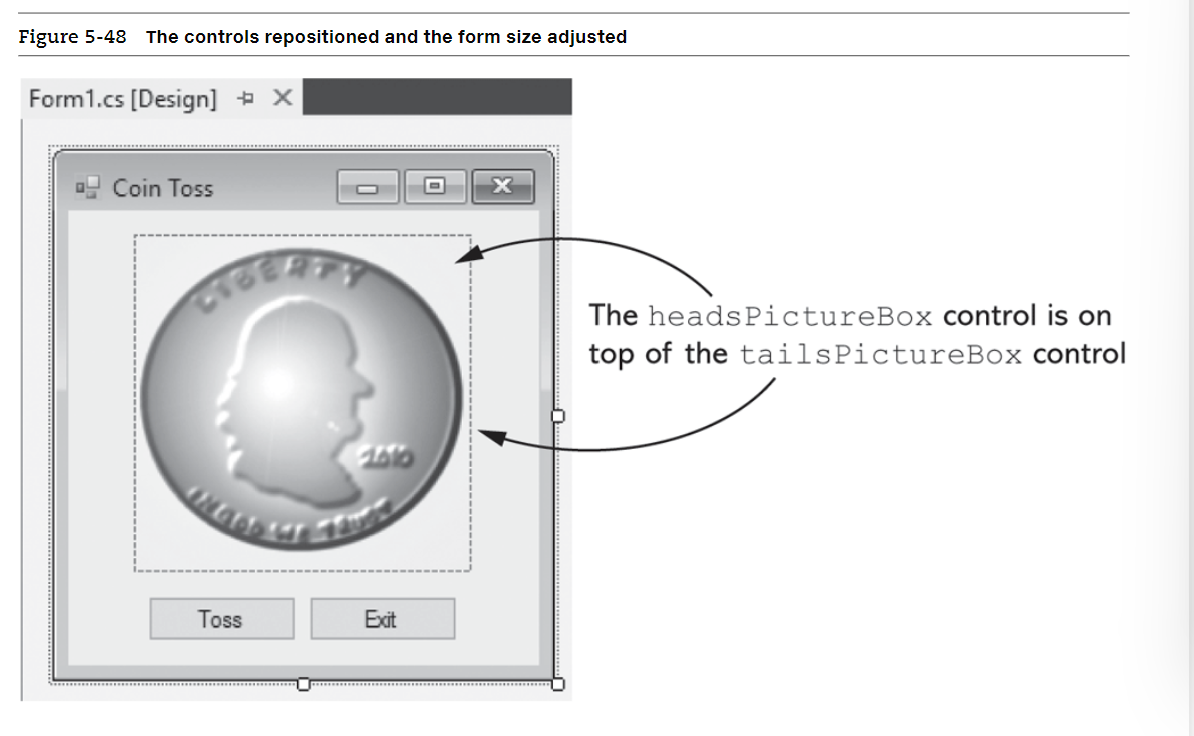 Figure 5-48 The controls repositioned and the form size adjusted
Form1.cs [Design]
Coin Toss
LIBERTY
The headsPictureBox control is on
top of the tailsPictureBox control
2010
IN GOD WE TRUST
Toss
Exit